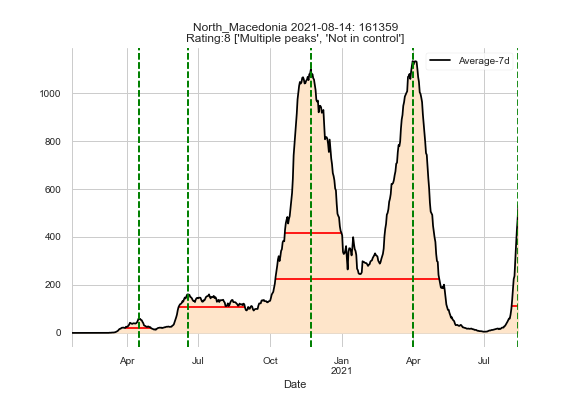 North_Macedonia 2021-08-14: 161359
Rating:8 ['Multiple peaks', 'Not in control']
Average-7d
1000
800
600
400
200
0
Apr Jul Oct Jan Apr Jul
2021
Date